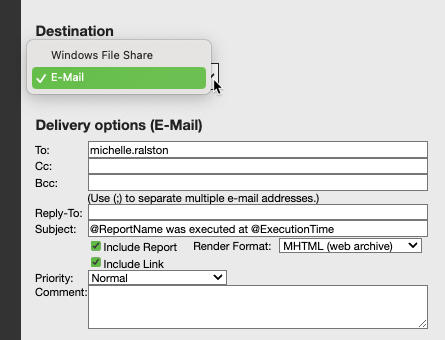 Destination
Windows File Share
✓ E-Mail
Delivery options (E-Mail)
To: michelle.ralston
Cc:
Bcc:
(Use (;) to separate multiple e-mail addresses.)
Reply-To:
Subject: @ReportName was executed at @ExecutionTime
Include Report Render Format: MHTML (web archive)
Include Link
Priority: Normal
Comment: